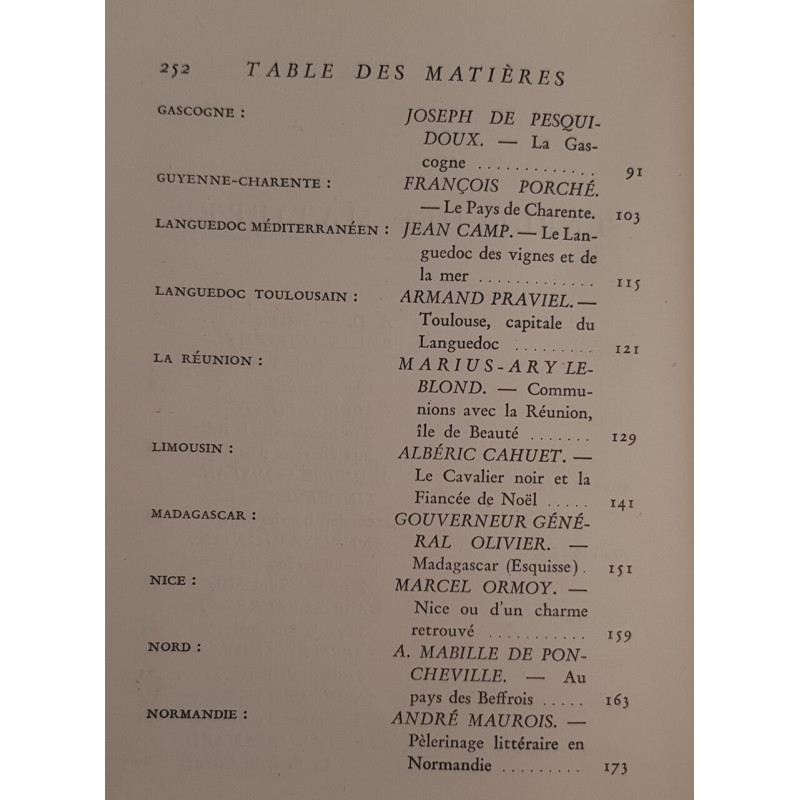 252 TABLE DES MATIÈRES
GASCOGNE : JOSEPH DE PESQUI-
DOUX. — La Gas-
cogne ............. 91
GUYENNE-CHARENTE : FRANÇOIS PORCHÉ.
— Le Pays de Charente. 103
LANGUEDOC MÉDITERRANÉEN : JEAN CAMP. — Le Lan-
guedoc des vignes et de
la mer ............. 115
LANGUEDOC TOULOUSAIN : ARMAND PRAVIEL. —
Toulouse, capitale du
Languedoc ......... 121
LA RÉUNION : MARIUS-ARY LE-
BLOND. — Commu-
nions avec la Réunion,
île de Beauté ....... 129
LIMOUSIN : ALBÉRIC CAHUET. —
Le Cavalier noir et la
Fiancée de Noël ..... 141
MADAGASCAR : GOUVERNEUR GÉNÉ-
RAL OLIVIER. —
Madagascar (Esquisse) . 151
NICE : MARCEL ORMOY. —
Nice ou d'un charme
retrouvé ........... 159
NORD : A. MABILLE DE PON-
CHEVILLE. — Au
pays des Beffrois ..... 163
NORMANDIE : ANDRÉ MAUROIS. —
Pèlerinage littéraire en
Normandie ......... 173